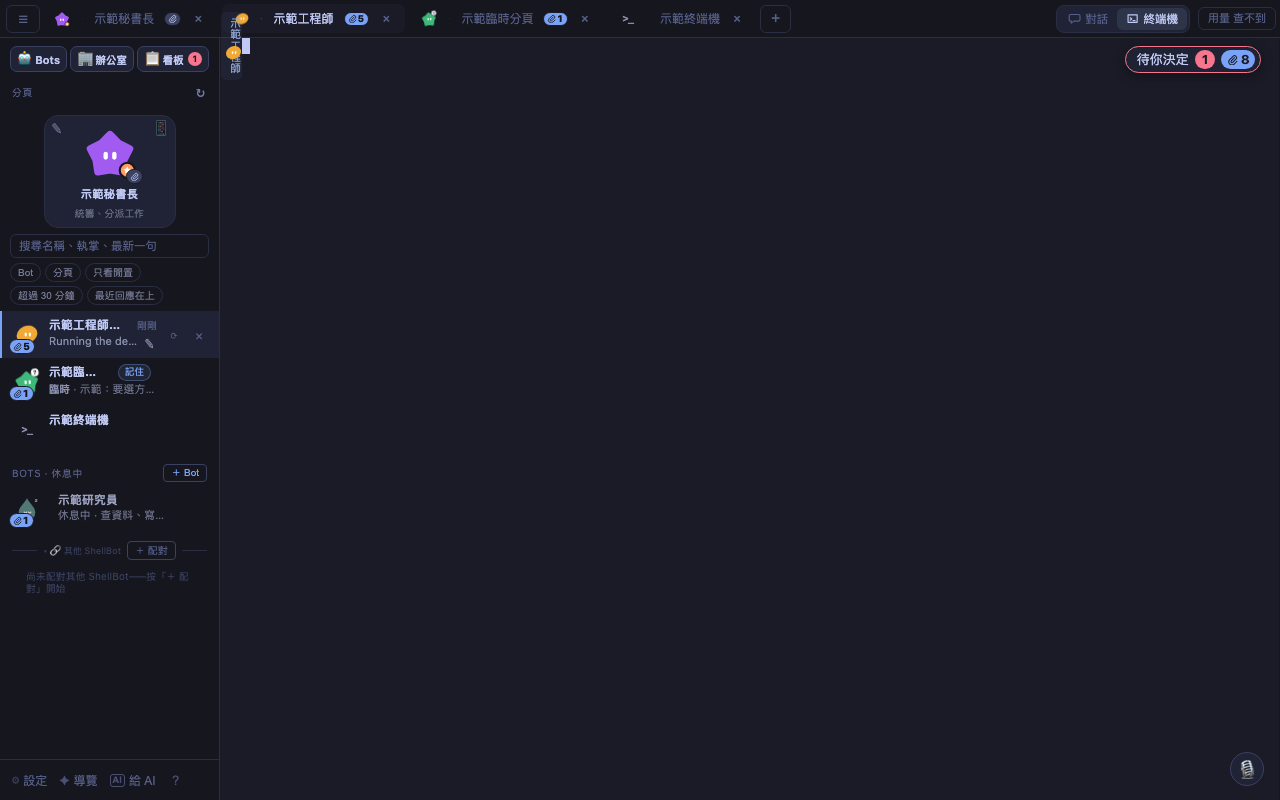 示範秘書長
示範工程師 5
示範臨時分頁 1
>_ 示範終端機
+
對話
終端機
用量 查不到
示範工程師
Bots
辦公室
看板 1
待你決定 1 8
分頁
示範秘書長
統籌、分派工作
搜尋名稱、執掌、最新一句
Bot 分頁 只看閒置
超過 30 分鐘 最近回應在上
示範工程師... 剛剛
5 Running the de...
示範臨... 記住
1 臨時 · 示範：要選方...
>_ 示範終端機
BOTS · 休息中 + Bot
示範研究員
1 休息中 · 查資料、寫...
其他 ShellBot + 配對
尚未配對其他 ShellBot——按「＋ 配
對」開始
設定 導覽 AI 給 AI ?